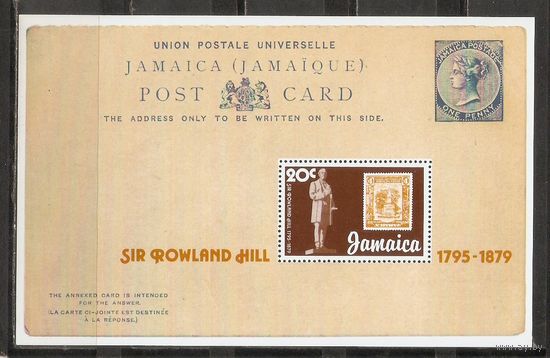 UNION POSTALE UNIVERSELLE
JAMAICA (JAMAÏQUE)
POST CARD
THE ADDRESS ONLY TO BE WRITTEN ON THIS SIDE.
JAMAICA POSTAGE
ONE PENNY
20c
SIR ROWLAND HILL 1795-1879
Jamaica
SIR ROWLAND HILL 1795-1879
THE ANNEXED CARD IS INTENDED
FOR THE ANSWER.
(LA CARTE CI-JOINTE EST DESTINÉE
À LA RÉPONSE.)